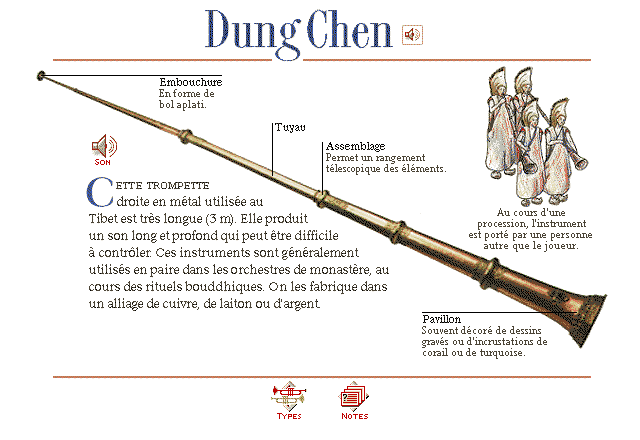 Dung Chen
Embouchure
En forme de
bol aplati.
Tuyau
Assemblage
Permet un rangement
télescopique des éléments.
SON
CETTE TROMPETTE
droite en métal utilisée au
Tibet est très longue (3 m). Elle produit
un son long et profond qui peut être difficile
à contrôler. Ces instruments sont généralement
utilisés en paire dans les orchestres de monastère, au
cours des rituels bouddhiques. On les fabrique dans
un alliage de cuivre, de laiton ou d'argent.
Au cours d'une
procession, l'instrument
est porté par une personne
autre que le joueur.
Pavillon
Souvent décoré de dessins
gravés ou d'incrustations de
corail ou de turquoise.
TYPES
NOTES